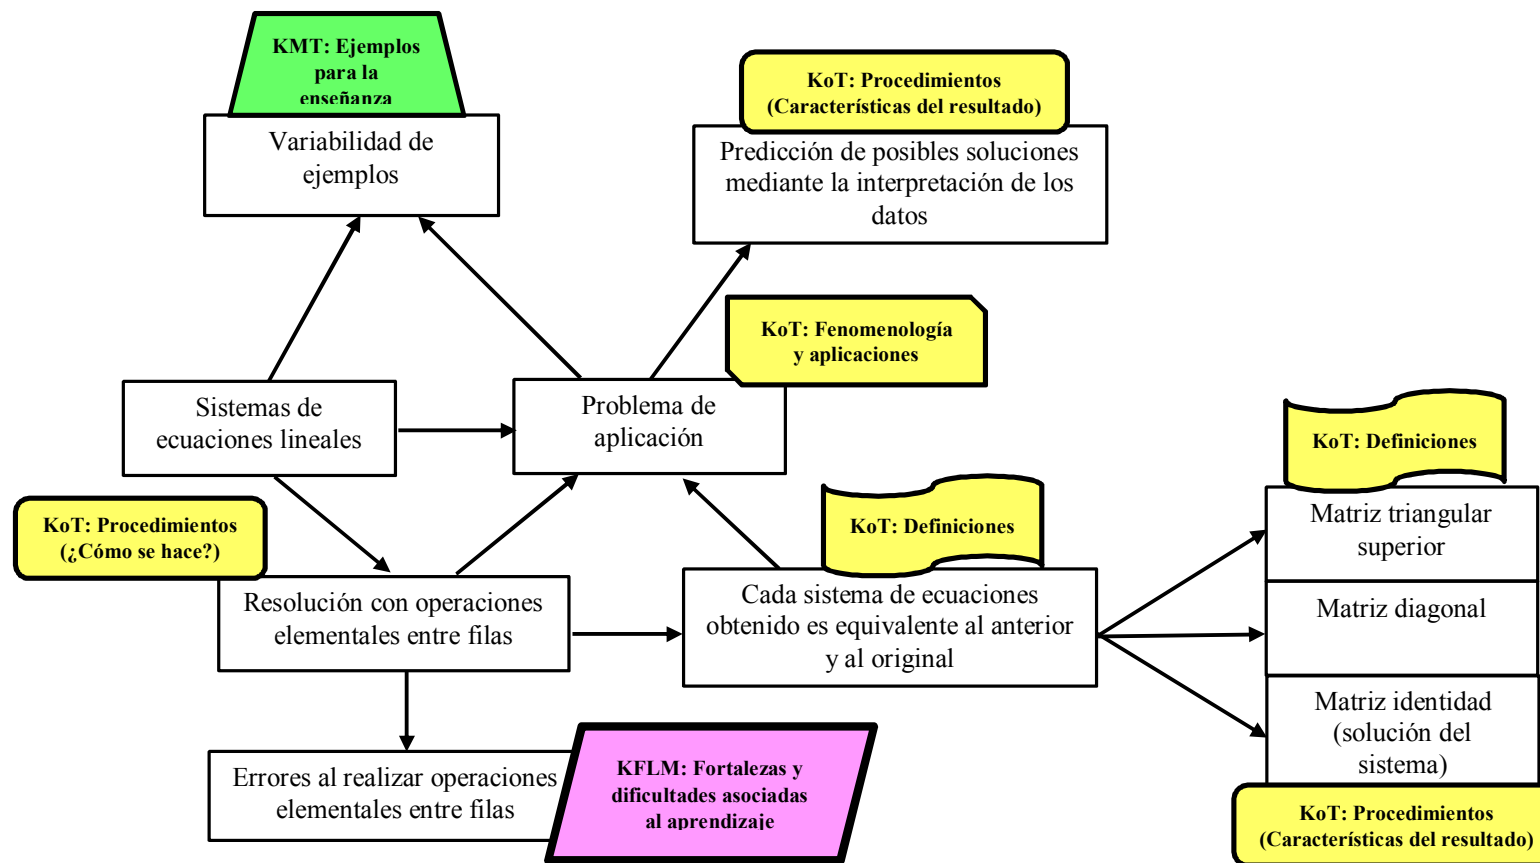 KMT: Ejemplos
para la
enseñanza
Variabilidad de
ejemplos
KoT: Procedimientos
(Características del resultado)
Predicción de posibles soluciones
mediante la interpretación de los
datos
KoT: Fenomenología
y aplicaciones
Sistemas de
ecuaciones lineales
Problema de
aplicación
KoT: Definiciones
Matriz triangular
superior
Matriz diagonal
Matriz identidad
(solución del
sistema)
KoT: Procedimientos
(Características del resultado)
KoT: Procedimientos
(¿Cómo se hace?)
Resolución con operaciones
elementales entre filas
KoT: Definiciones
Cada sistema de ecuaciones
obtenido es equivalente al anterior
y al original
Errores al realizar operaciones
elementales entre filas
KFLM: Fortalezas y
dificultades asociadas
al aprendizaje